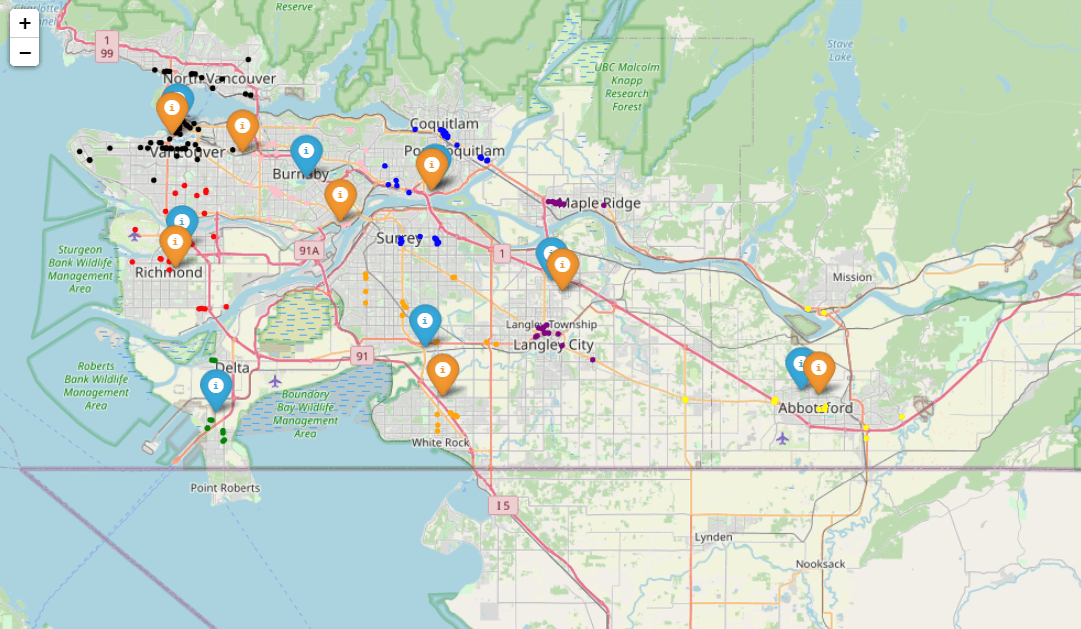 Charlotte
Channel
Reserve
+
−
1
99
North Vancouver
UBC Malcolm
Knapp
Research
Forest
Stave
Lake
i
i
i
Coquitlam
Vancouver
Burnaby
i
i
Port Coquitlam
i
i
Maple Ridge
Surrey
i
i
Sturgeon
Bank Wildlife
Management
Area
Richmond
91A
1
i
i
Mission
Langley Township
Langley City
i
91
Roberts
Bank Wildlife
Management
Area
Delta
i
Boundary
Bay Wildlife
Management
Area
i
i
i
Abbotsford
White Rock
Point Roberts
I 5
Lynden
Nooksack